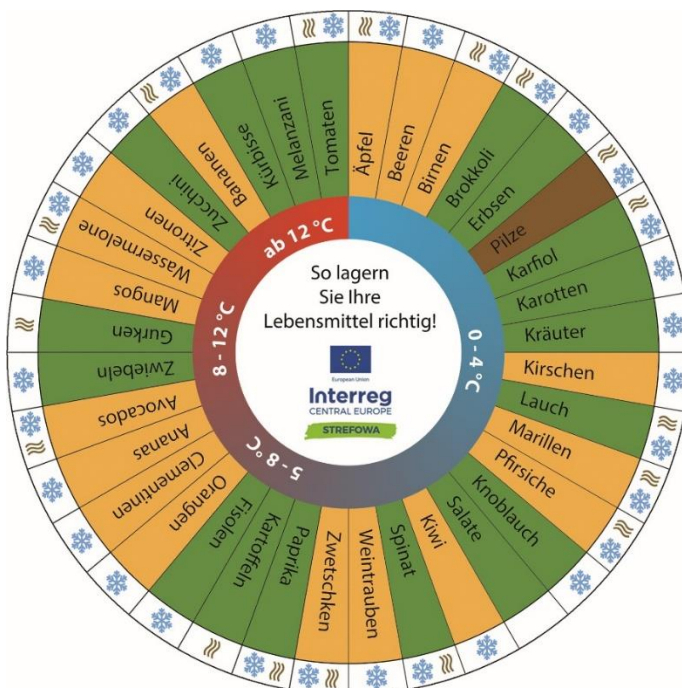 So lagern
Sie Ihre
Lebensmittel richtig!
European Union
Interreg
CENTRAL EUROPE
STREFOWA
0 - 4 °C
5 - 8 °C
8 - 12 °C
ab 12 °C
Äpfel
Beeren
Birnen
Brokkoli
Erbsen
Pilze
Karfiol
Karotten
Kräuter
Kirschen
Lauch
Marillen
Pfirsiche
Knoblauch
Salate
Kiwi
Spinat
Weintrauben
Zwetschken
Paprika
Kartoffeln
Fisolen
Orangen
Clementinen
Ananas
Avocados
Zwiebeln
Gurken
Mangos
Wassermelone
Zitronen
Zucchini
Bananen
Kürbisse
Melanzani
Tomaten